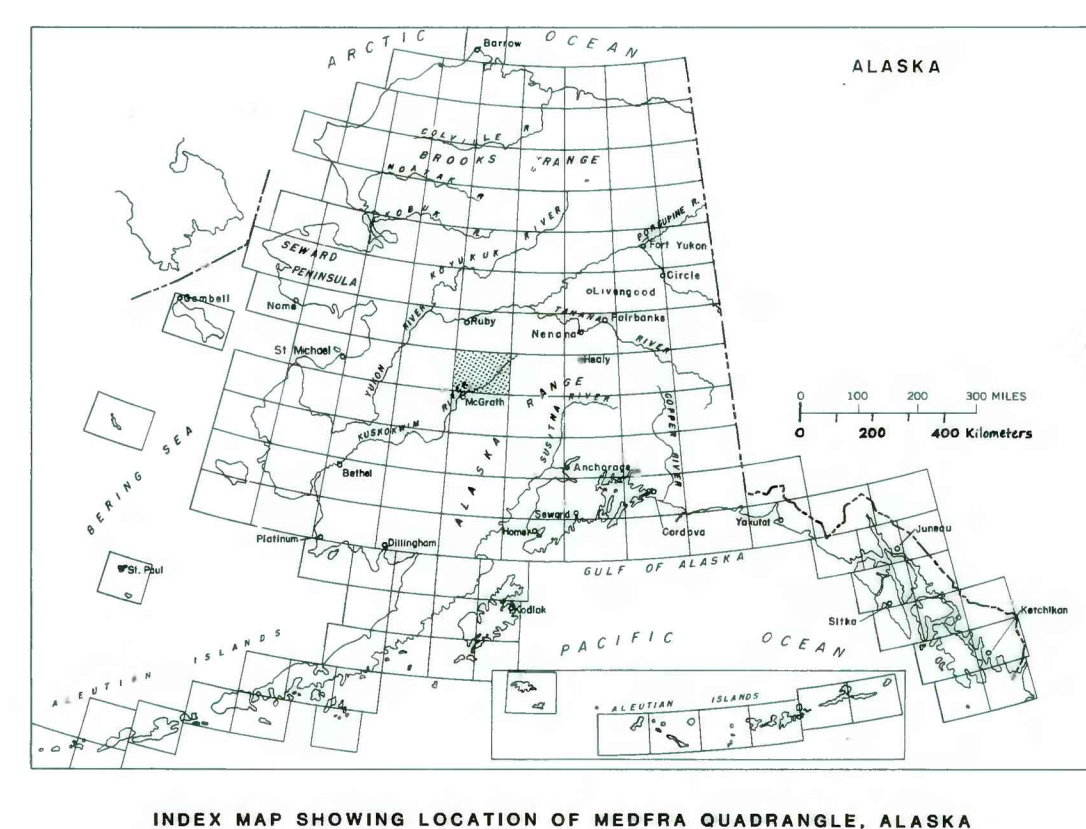 ARCTIC OCEAN
Barrow
ALASKA
COLVILLE R
BROOKS RANGE
NOATAK R
KOBUK R
KOYUKUK RIVER
PORCUPINE R.
Fort Yukon
SEWARD
PENINSULA
Circle
Livengood
Gambell
Nome
YUKON RIVER
Ruby
TANANA RIVER
Fairbanks
Nenana
St Michael
Healy
McGrath
ALASKA RANGE
SUSITNA RIVER
COPPER RIVER
KUSKOKWIM RIVER
0 100 200 300 MILES
0 200 400 Kilometers
BERING SEA
Bethel
Anchorage
Seward
Homer
Cordova
Yakutat
Juneau
Platinum
Dillingham
GULF OF ALASKA
St. Paul
Kodiak
Sitka
Ketchikan
PACIFIC OCEAN
ALEUTIAN ISLANDS
ALEUTIAN ISLANDS
INDEX MAP SHOWING LOCATION OF MEDFRA QUADRANGLE, ALASKA